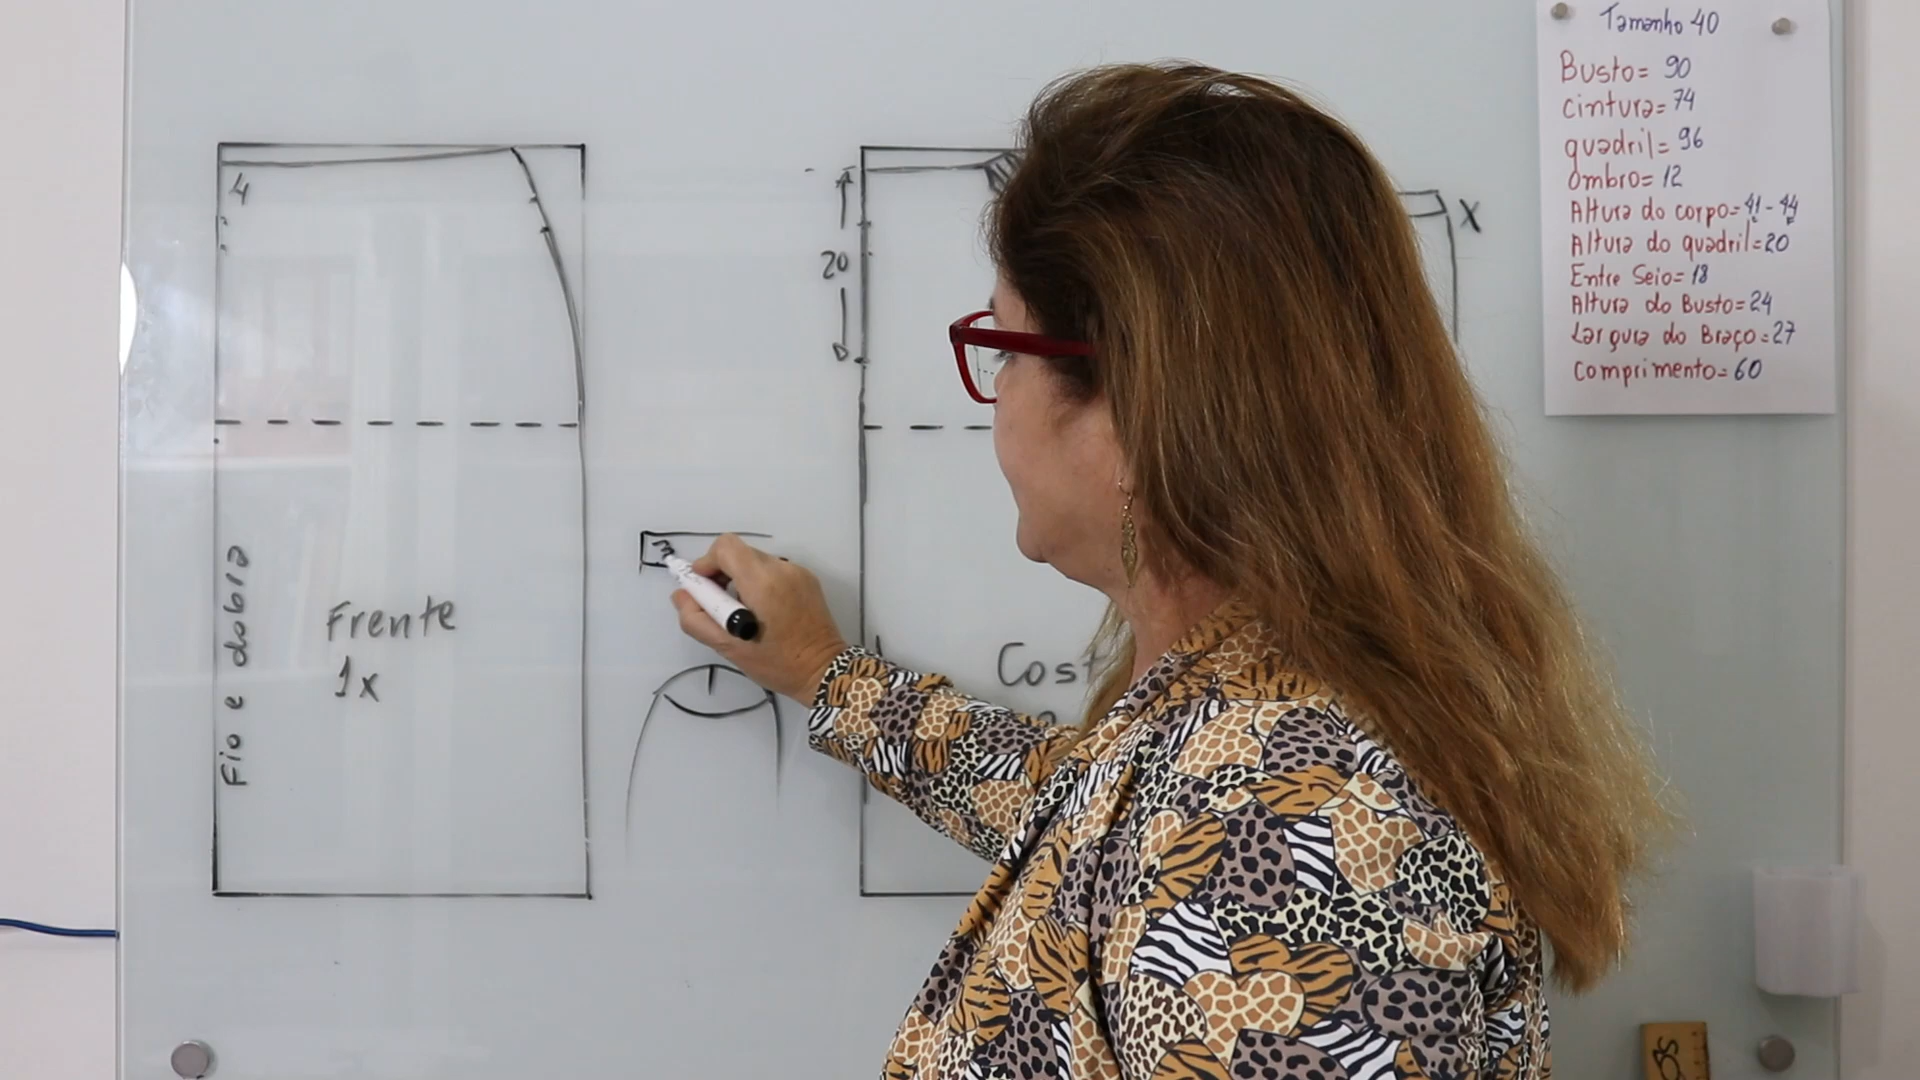 Tamanho 40
Busto= 90
cintura= 74
quadril= 96
Ombro= 12
Altura do corpo= 41 - 44
Altura do quadril= 20
Entre Seio= 18
Altura do Busto= 24
Largura do Braço= 27
comprimento= 60
4
Fio e dobra
Frente
1x
20
X
3
Cost